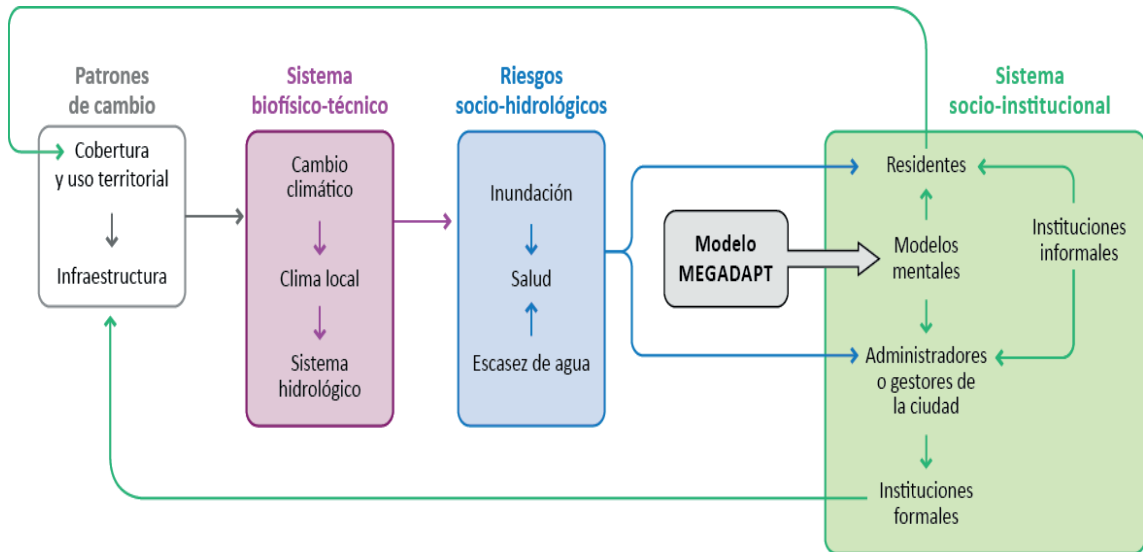 Patrones
de cambio
Cobertura
y uso territorial
Infraestructura
Sistema
biofísico-técnico
Cambio
climático
Clima local
Sistema
hidrológico
Riesgos
socio-hidrológicos
Inundación
Salud
Escasez de agua
Modelo
MEGADAPT
Sistema
socio-institucional
Residentes
Modelos
mentales
Instituciones
informales
Administradores
o gestores de
la ciudad
Instituciones
formales